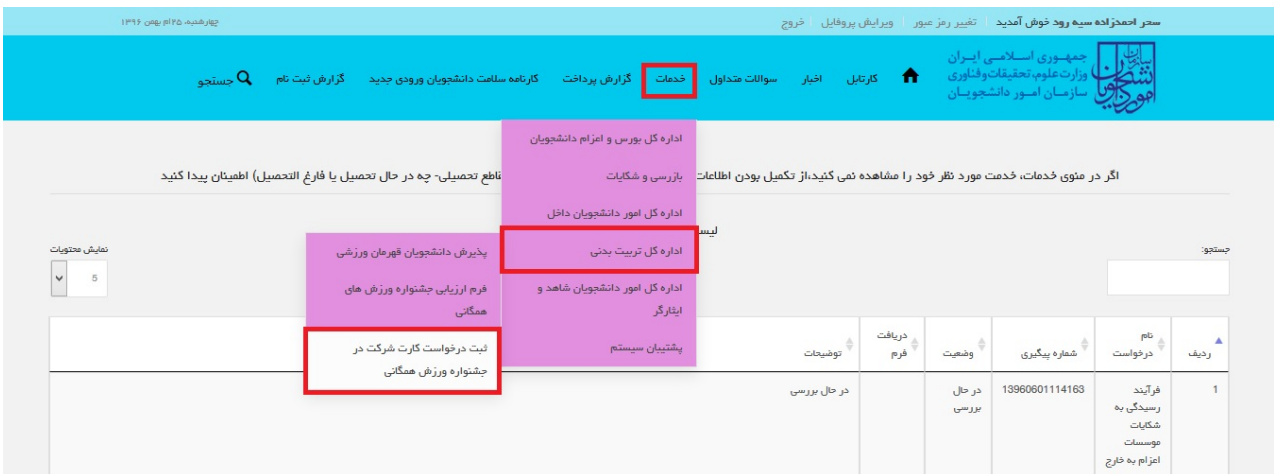 سحر احمدزاده سیه رود خوش آمدید | تغییر رمز عبور | ویرایش پروفایل | خروج
چهارشنبه، ۲۵ام بهمن ۱۳۹۶
جمهوری اسلامی ایران
وزارت علوم، تحقیقات و فناوری
سازمان امور دانشجویان
سازمان امور دانشجویان
کارتابل اخبار سوالات متداول خدمات گزارش پرداخت کارنامه سلامت دانشجویان ورودی جدید گزارش ثبت نام جستجو
اداره کل بورس و اعزام دانشجویان
بازرسی و شکایات
اداره کل امور دانشجویان داخل
اداره کل تربیت بدنی
اداره کل امور دانشجویان شاهد و
ایثارگر
پشتیبان سیستم
پذیرش دانشجویان قهرمان ورزشی
فرم ارزیابی جشنواره ورزش های
همگانی
ثبت درخواست کارت شرکت در
جشنواره ورزش همگانی
اگر در منوی خدمات، خدمت مورد نظر خود را مشاهده نمی کنید،از تکمیل بودن اطلاعات
قاطع تحصیلی- چه در حال تحصیل یا فارغ التحصیل) اطمینان پیدا کنید
لیس
جستجو:
نمایش محتویات
5
ردیف نام درخواست شماره پیگیری وضعیت دریافت فرم توضیحات
1 فرآیند 13960601114163 در حال در حال بررسی
رسیدگی به بررسی
شکایات
موسسات
اعزام به خارج